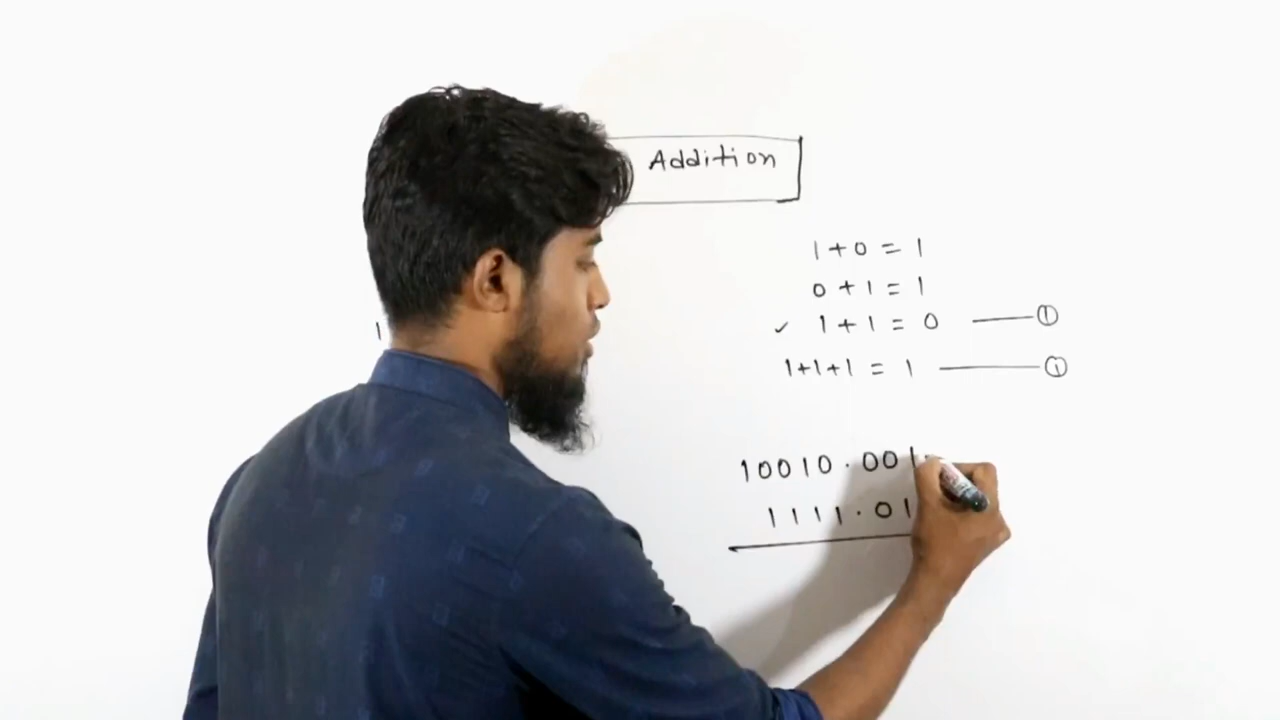 Addition
1+0 = 1
0+1 = 1
✓ 1+1 = 0 —— ①
1+1+1 = 1 —— ①
1
10010.001
1111.01